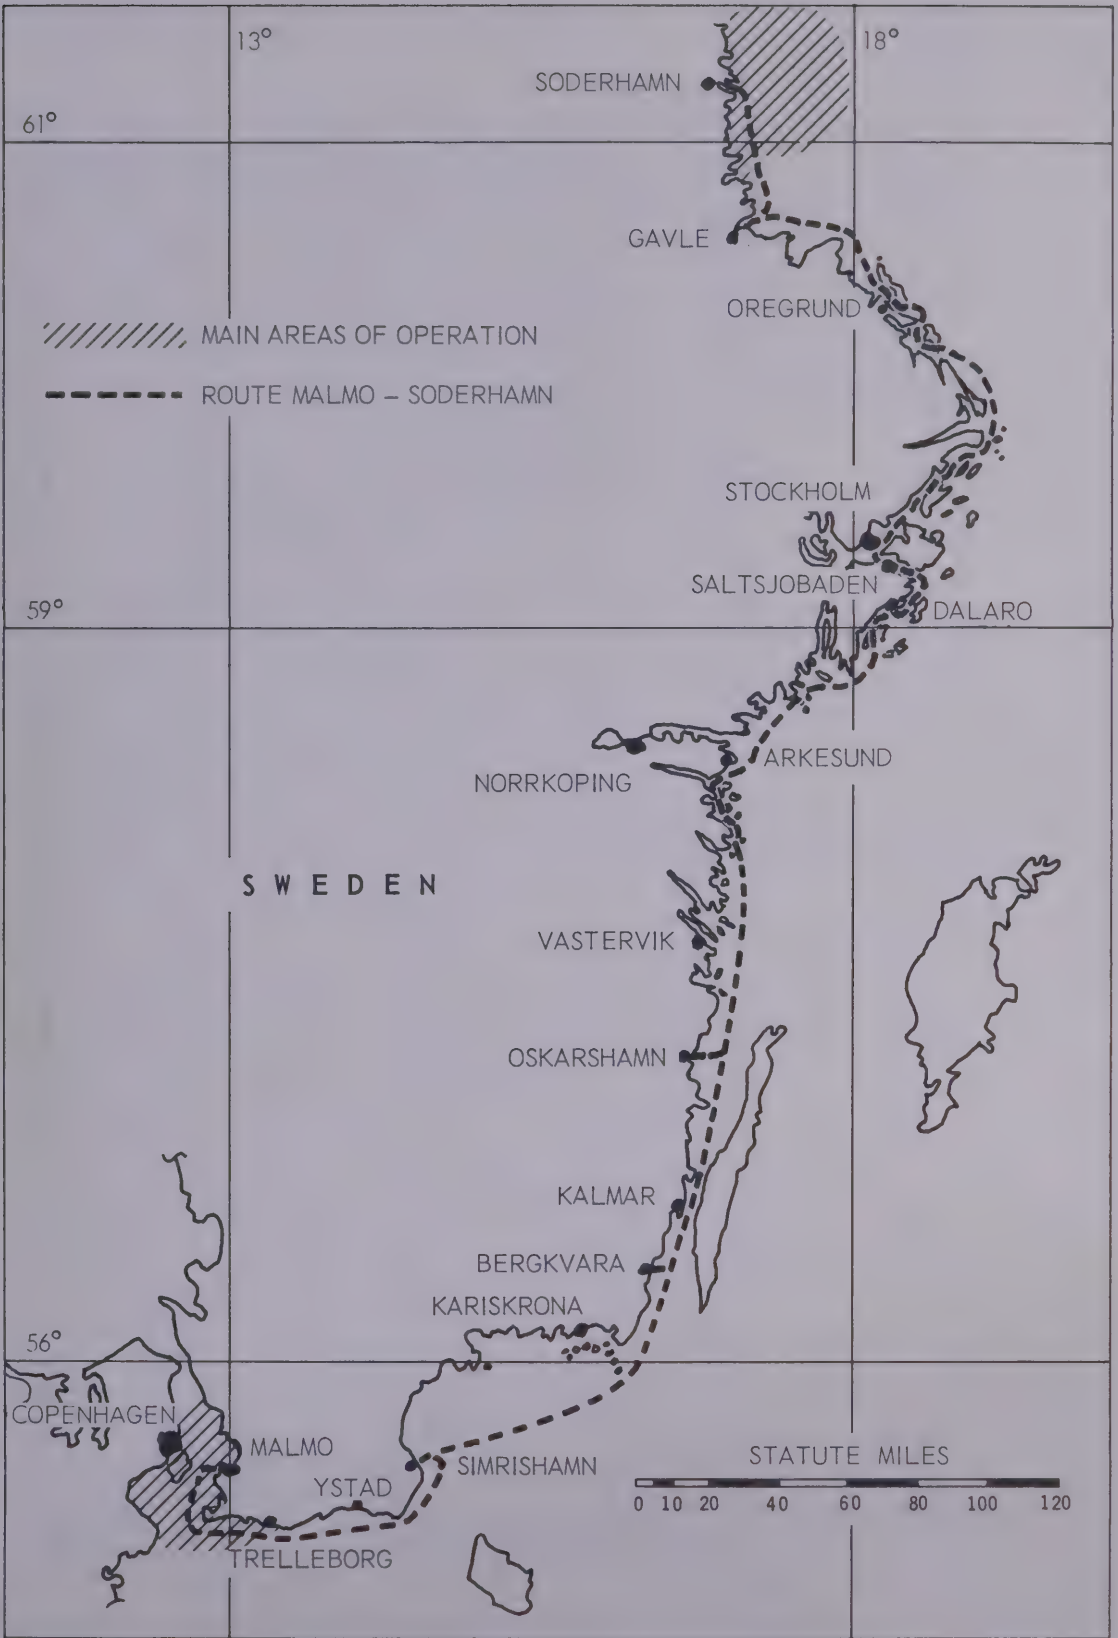 13°
18°
SODERHAMN
61°
GAVLE
OREGRUND
MAIN AREAS OF OPERATION
ROUTE MALMO – SODERHAMN
STOCKHOLM
SALTSJOBADEN
59°
DALARO
ARKESUND
NORRKOPING
SWEDEN
VASTERVIK
OSKARSHAMN
KALMAR
BERGKVARA
KARISKRONA
56°
COPENHAGEN
MALMO
SIMRISHAMN
STATUTE MILES
YSTAD
0 10 20 40 60 80 100 120
TRELLEBORG